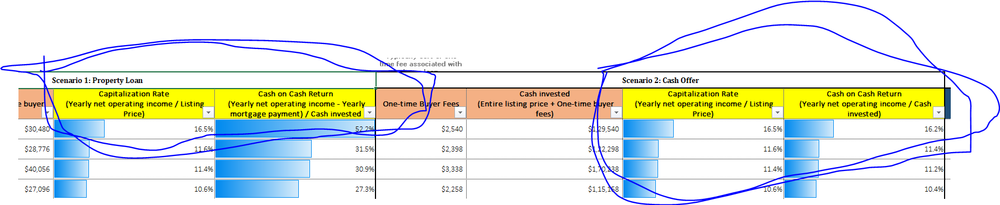 time fee associated with
Scenario 1: Property Loan Scenario 2: Cash Offer
e buyer Capitalization Rate
(Yearly net operating income / Listing
Price) Cash on Cash Return
(Yearly net operating income - Yearly
mortgage payment) / Cash invested One-time Buyer Fees Cash invested
(Entire listing price + One-time buyer
fees) Capitalization Rate
(Yearly net operating income / Listing
Price) Cash on Cash Return
(Yearly net operating income / Cash
invested)
$30,480 16.5% 52.2% $2,540 $1,29,540 16.5% 16.2%
$28,776 11.6% 31.5% $2,398 $1,22,298 11.6% 11.4%
$40,056 11.4% 30.9% $3,338 $1,70,238 11.4% 11.2%
$27,096 10.6% 27.3% $2,258 $1,15,158 10.6% 10.4%